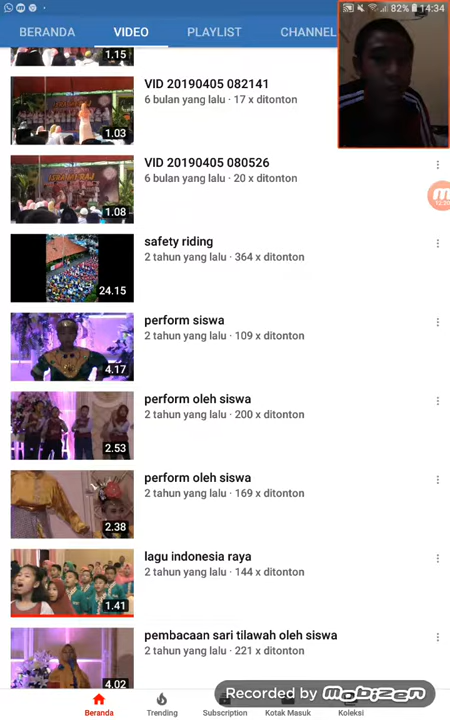 82% 14:34
BERANDA VIDEO PLAYLIST CHANNEL
1.15
VID 20190405 082141
6 bulan yang lalu · 17 x ditonton
1.03
VID 20190405 080526
6 bulan yang lalu · 20 x ditonton
ISRA MI'RAJ
1.08
safety riding
2 tahun yang lalu · 364 x ditonton
24.15
perform siswa
2 tahun yang lalu · 109 x ditonton
4.17
perform oleh siswa
2 tahun yang lalu · 200 x ditonton
2.53
perform oleh siswa
2 tahun yang lalu · 169 x ditonton
2.38
lagu indonesia raya
2 tahun yang lalu · 144 x ditonton
1.41
pembacaan sari tilawah oleh siswa
2 tahun yang lalu · 221 x ditonton
4.02
Recorded by mobizen
Beranda Trending Subscription Kotak Masuk Koleksi